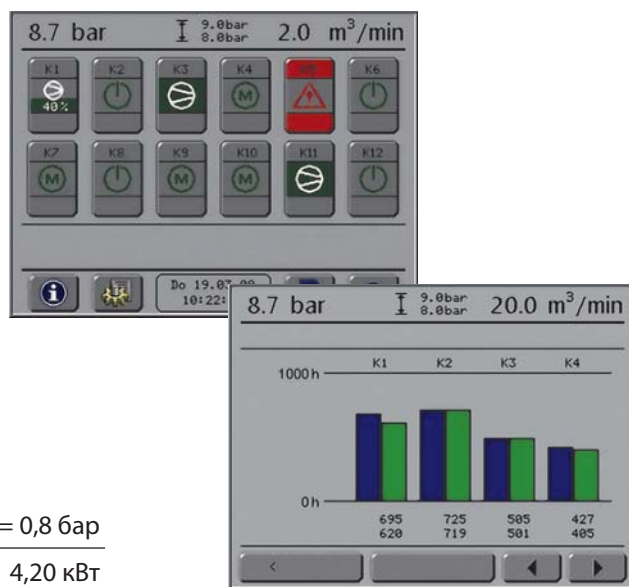 8.7 bar 9.0bar 8.0bar 2.0 m³/min
K1 K2 K3 K4 K6
40%
M
K7 K8 K9 K10 K11 K12
M M M
i Do 19.03.09
10:22:
8.7 bar 9.0bar 8.0bar 20.0 m³/min
K1 K2 K3 K4
1000h
0h
695 725 505 427
620 719 501 405
<
= 0,8 бар
4,20 кВт